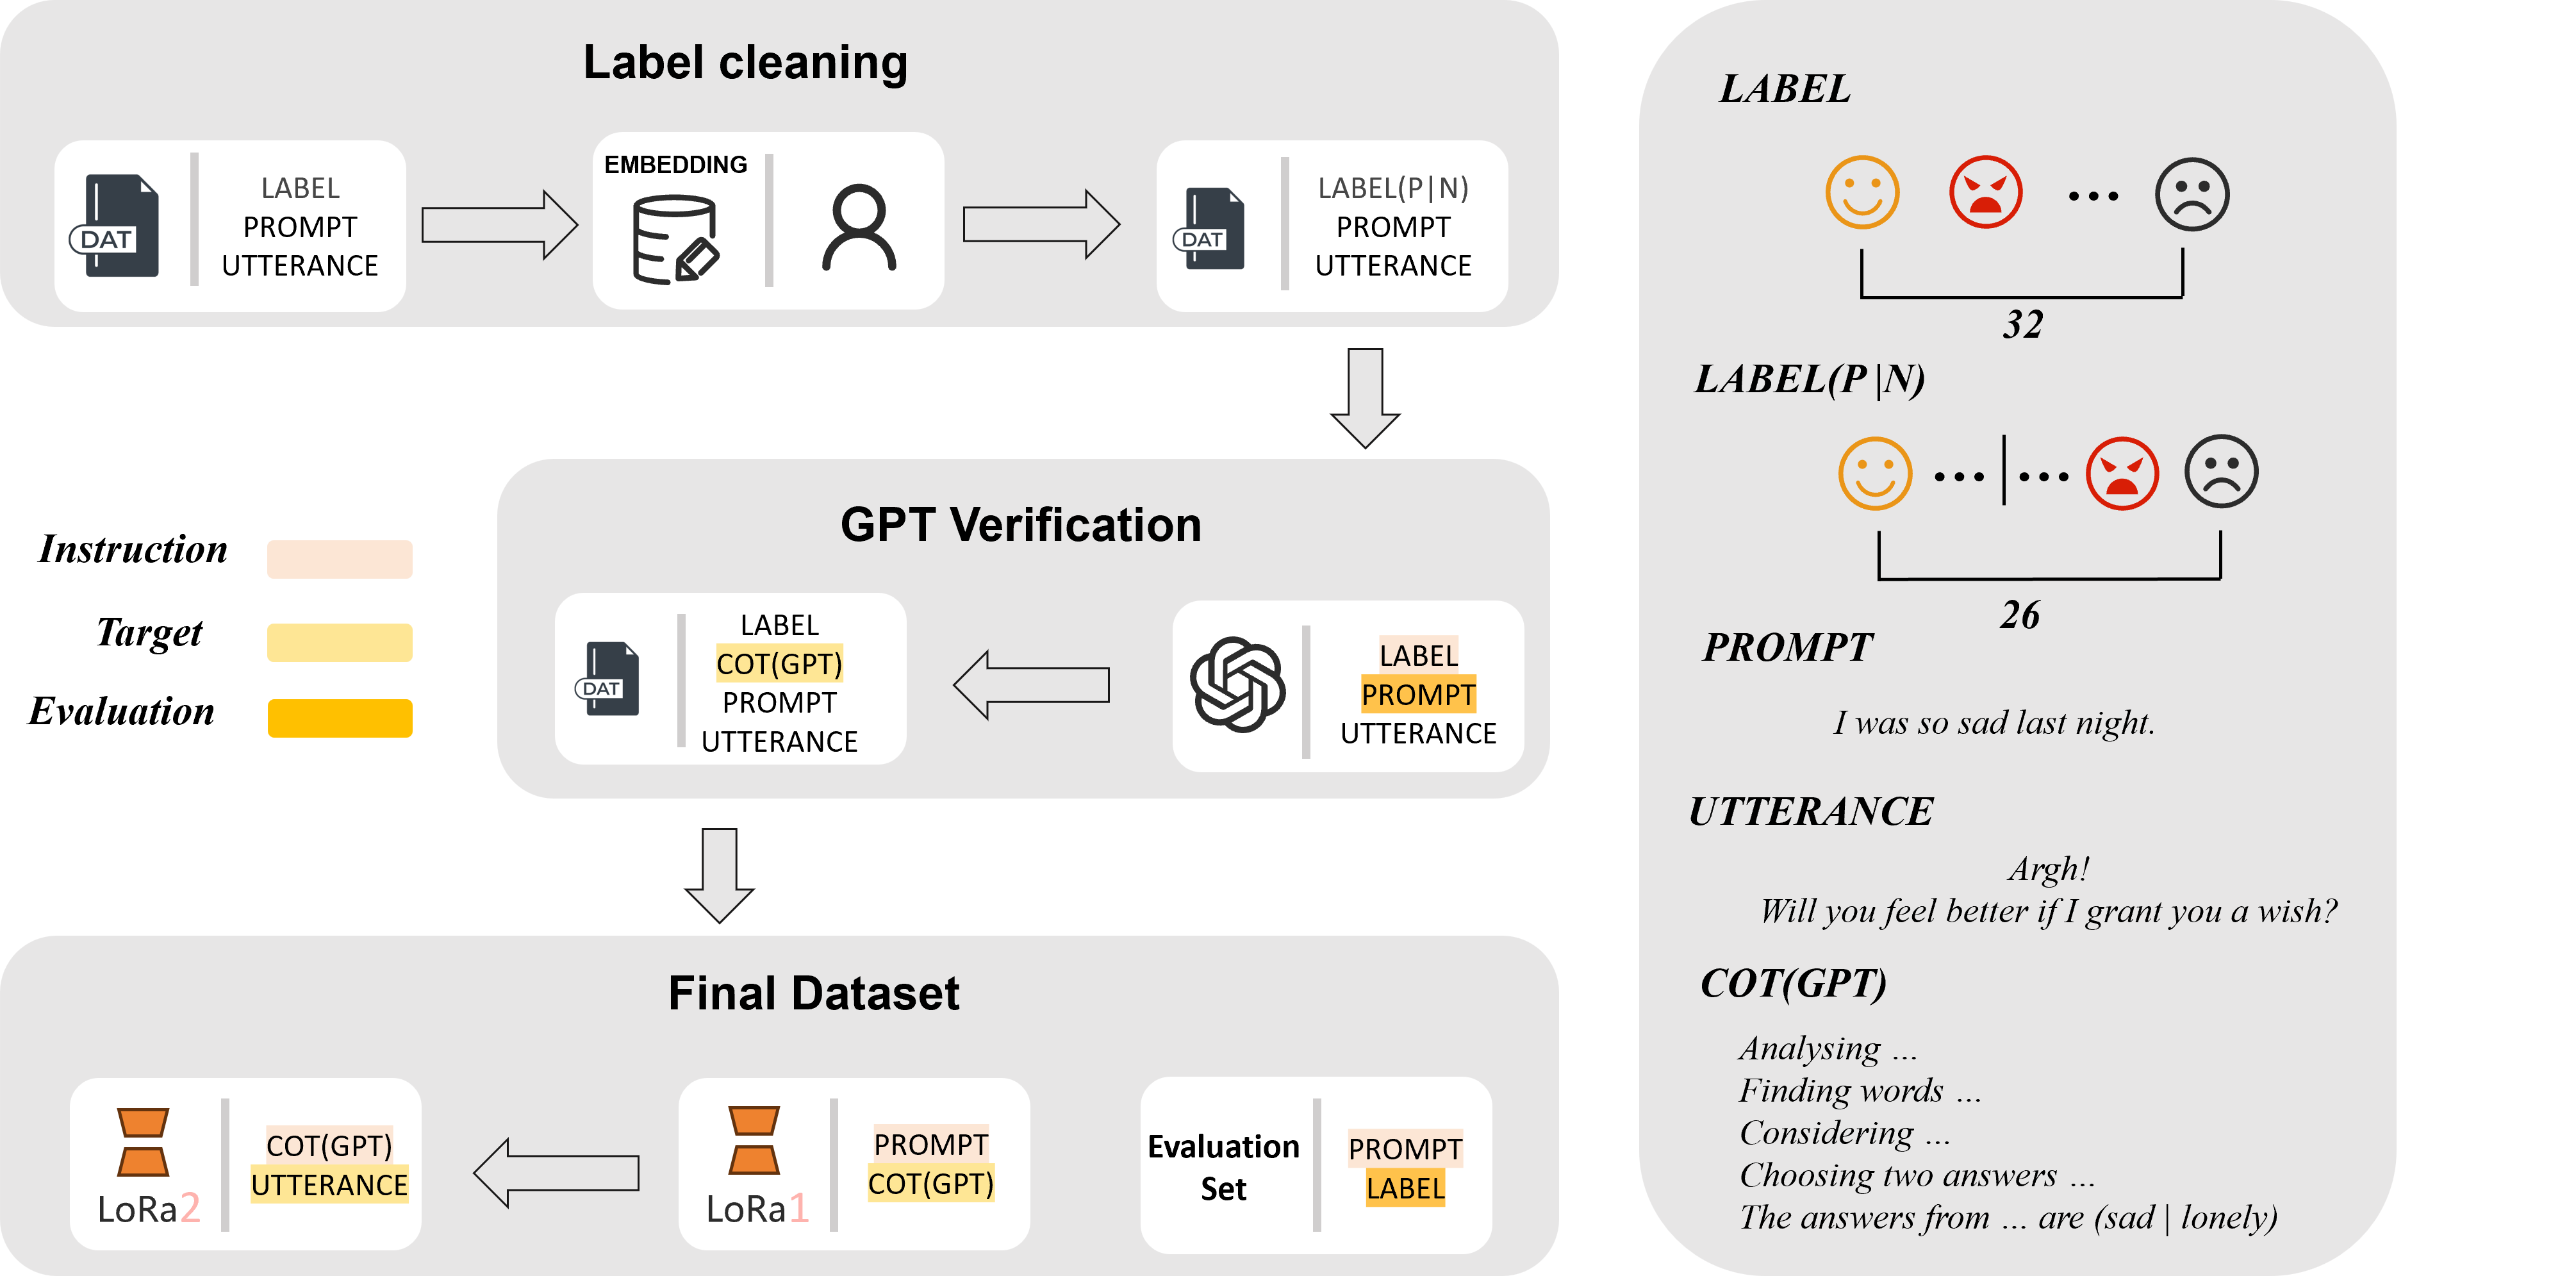 Label cleaning
DAT
LABEL
PROMPT
UTTERANCE
EMBEDDING
DAT
LABEL(P|N)
PROMPT
UTTERANCE
GPT Verification
DAT
LABEL
COT(GPT)
PROMPT
UTTERANCE
LABEL
PROMPT
UTTERANCE
Instruction
Target
Evaluation
Final Dataset
LoRa2
COT(GPT)
UTTERANCE
LoRa1
PROMPT
COT(GPT)
Evaluation
Set
PROMPT
LABEL
LABEL
...
32
LABEL(P|N)
...|...
26
PROMPT
I was so sad last night.
UTTERANCE
Argh!
Will you feel better if I grant you a wish?
COT(GPT)
Analysing ...
Finding words ...
Considering ...
Choosing two answers ...
The answers from ... are (sad | lonely)